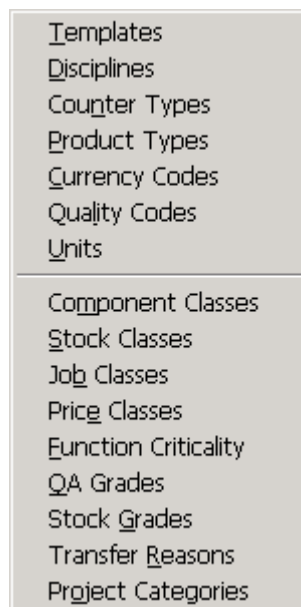 Templates
Disciplines
Counter Types
Product Types
Currency Codes
Quality Codes
Units
Component Classes
Stock Classes
Job Classes
Price Classes
Function Criticality
QA Grades
Stock Grades
Transfer Reasons
Project Categories